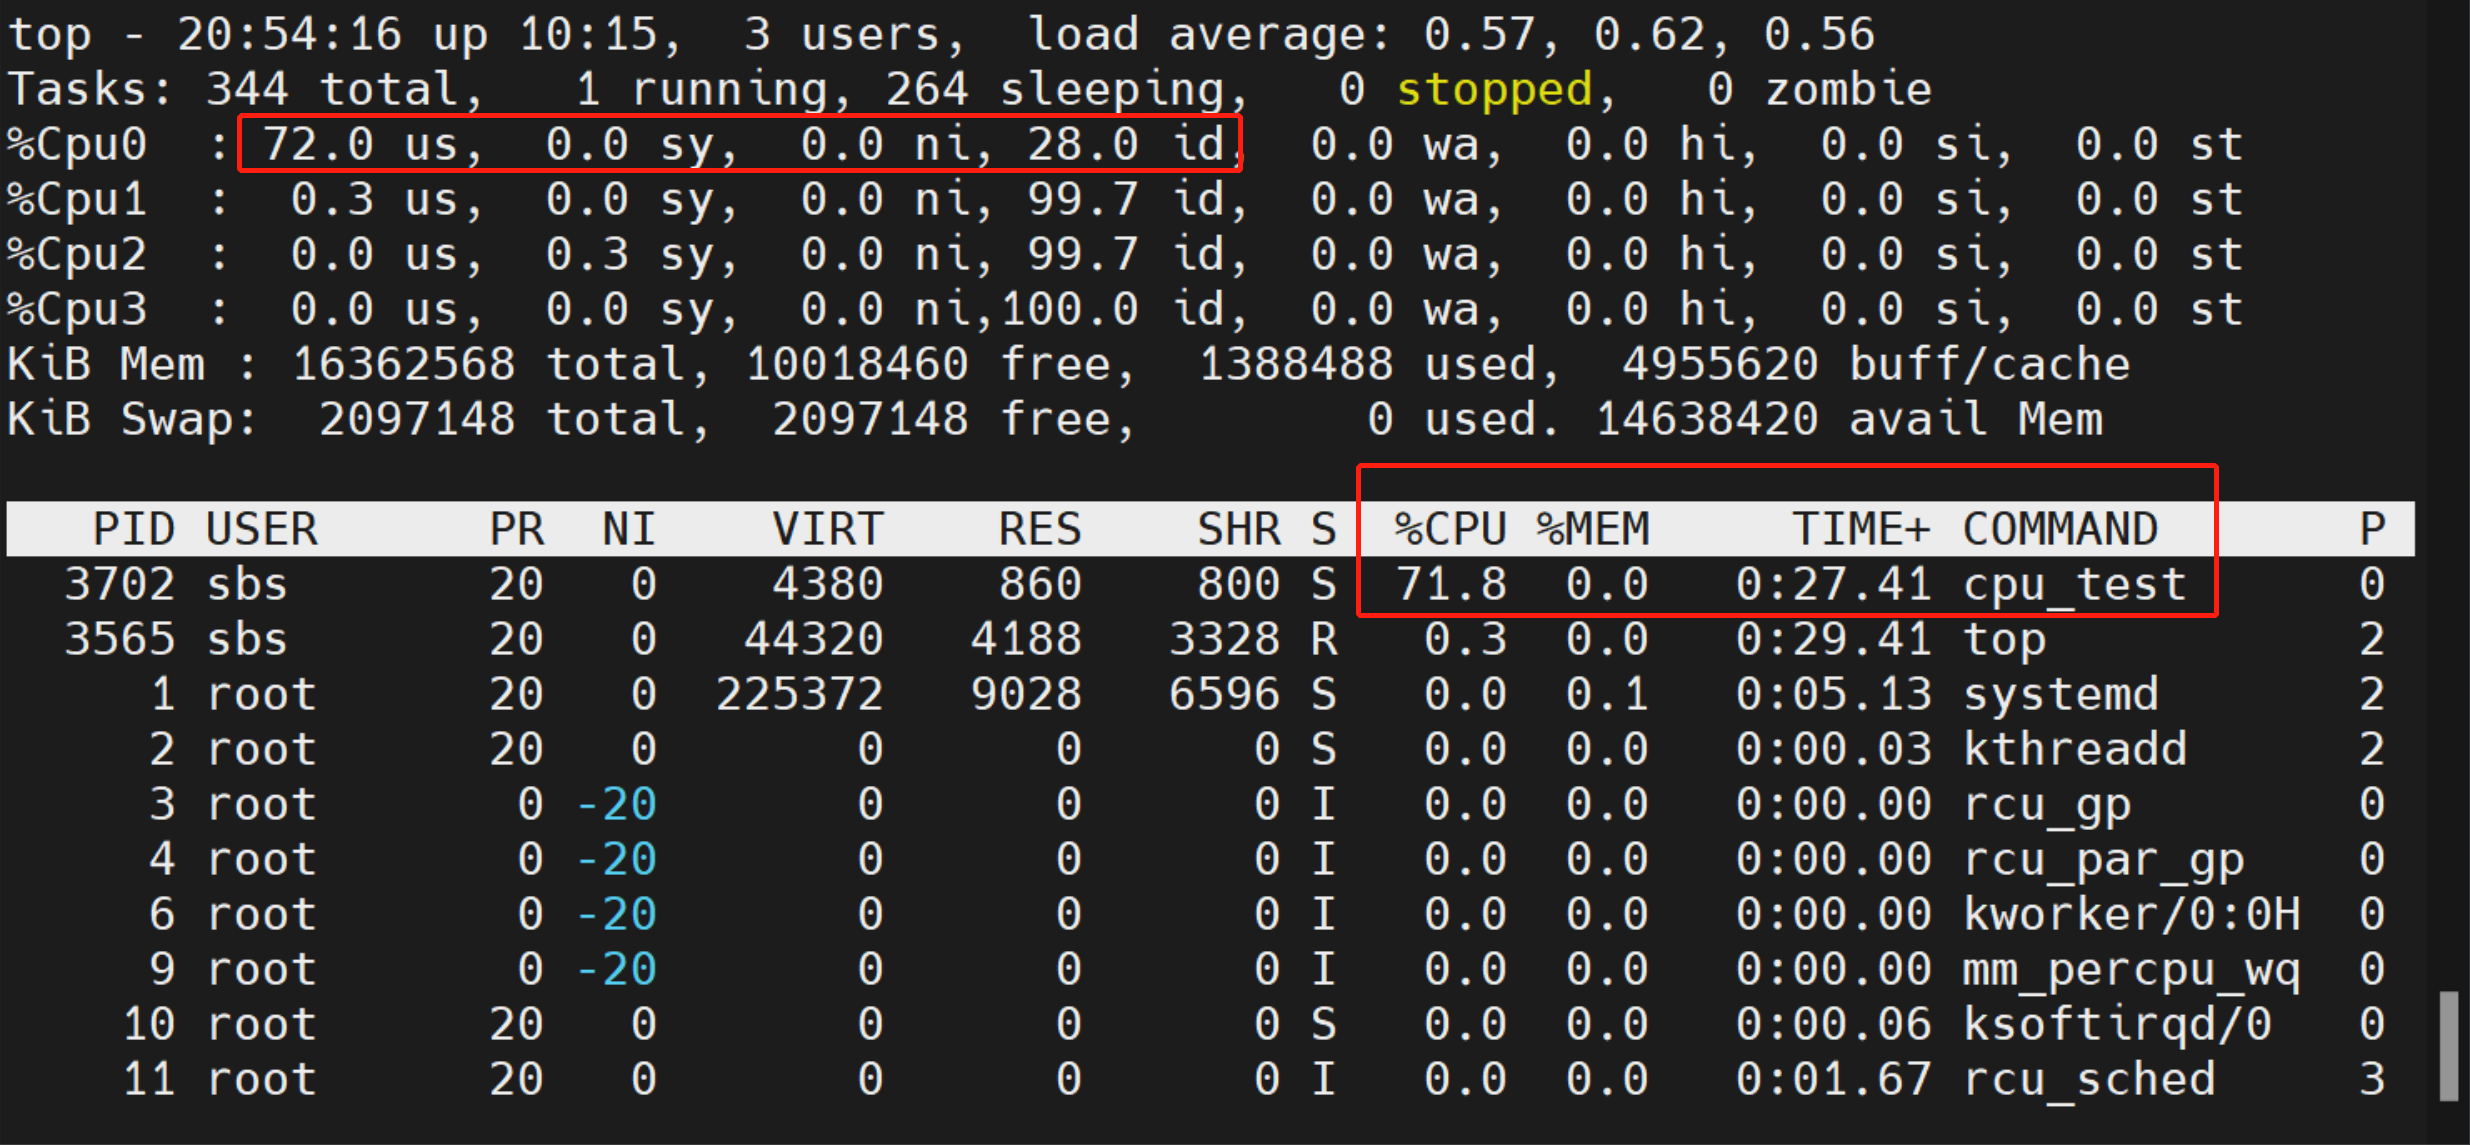 top - 20:54:16 up 10:15,  3 users,  load average: 0.57, 0.62, 0.56
Tasks: 344 total,   1 running, 264 sleeping,   0 stopped,   0 zombie
%Cpu0  : 72.0 us,  0.0 sy,  0.0 ni, 28.0 id,  0.0 wa,  0.0 hi,  0.0 si,  0.0 st
%Cpu1  :  0.3 us,  0.0 sy,  0.0 ni, 99.7 id,  0.0 wa,  0.0 hi,  0.0 si,  0.0 st
%Cpu2  :  0.0 us,  0.3 sy,  0.0 ni, 99.7 id,  0.0 wa,  0.0 hi,  0.0 si,  0.0 st
%Cpu3  :  0.0 us,  0.0 sy,  0.0 ni,100.0 id,  0.0 wa,  0.0 hi,  0.0 si,  0.0 st
KiB Mem : 16362568 total, 10018460 free,  1388488 used,  4955620 buff/cache
KiB Swap:  2097148 total,  2097148 free,        0 used. 14638420 avail Mem
PID USER      PR  NI    VIRT    RES    SHR S  %CPU %MEM     TIME+ COMMAND       P
3702 sbs       20   0    4380    860    800 S  71.8  0.0   0:27.41 cpu_test      0
3565 sbs       20   0   44320   4188   3328 R   0.3  0.0   0:29.41 top           2
1 root      20   0  225372   9028   6596 S   0.0  0.1   0:05.13 systemd       2
2 root      20   0       0      0      0 S   0.0  0.0   0:00.03 kthreadd      2
3 root       0 -20       0      0      0 I   0.0  0.0   0:00.00 rcu_gp        0
4 root       0 -20       0      0      0 I   0.0  0.0   0:00.00 rcu_par_gp    0
6 root       0 -20       0      0      0 I   0.0  0.0   0:00.00 kworker/0:0H  0
9 root       0 -20       0      0      0 I   0.0  0.0   0:00.00 mm_percpu_wq  0
10 root      20   0       0      0      0 S   0.0  0.0   0:00.06 ksoftirqd/0   0
11 root      20   0       0      0      0 I   0.0  0.0   0:01.67 rcu_sched     3